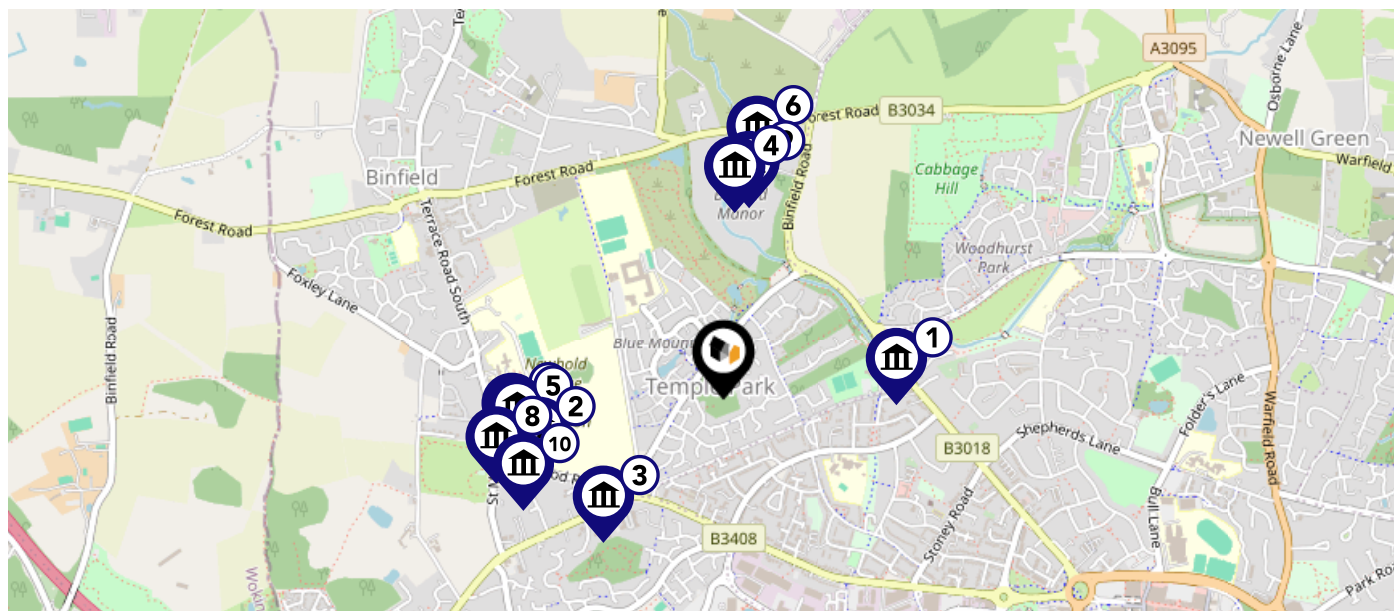 A3095
Osborne Lane
6
Forest Road
B3034
Newell Green
4
Warfield
Cabbage
Hill
Binfield
Forest Road
Manor
Binfield Road
Forest Road
Terrace Road South
Woodhurst
Park
Foxley Lane
1
Blue Moun
Binfield Road
Temple Park
5
2
8
10
3
Folder's Lane
Warfield Road
Shepherds Lane
B3018
Stoney Road
Bull Lane
B3408
Park Ro
Wokin